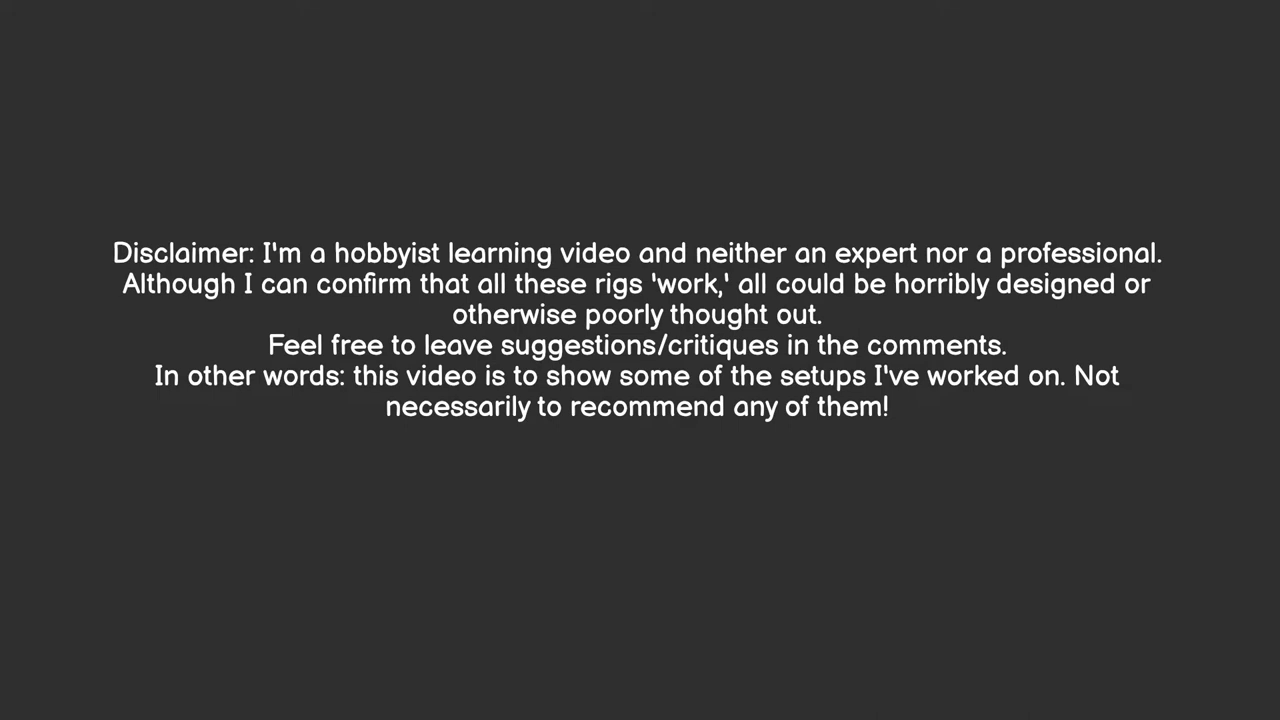 Disclaimer: I'm a hobbyist learning video and neither an expert nor a professional.
Although I can confirm that all these rigs 'work,' all could be horribly designed or
otherwise poorly thought out.
Feel free to leave suggestions/critiques in the comments.
In other words: this video is to show some of the setups I've worked on. Not
necessarily to recommend any of them!